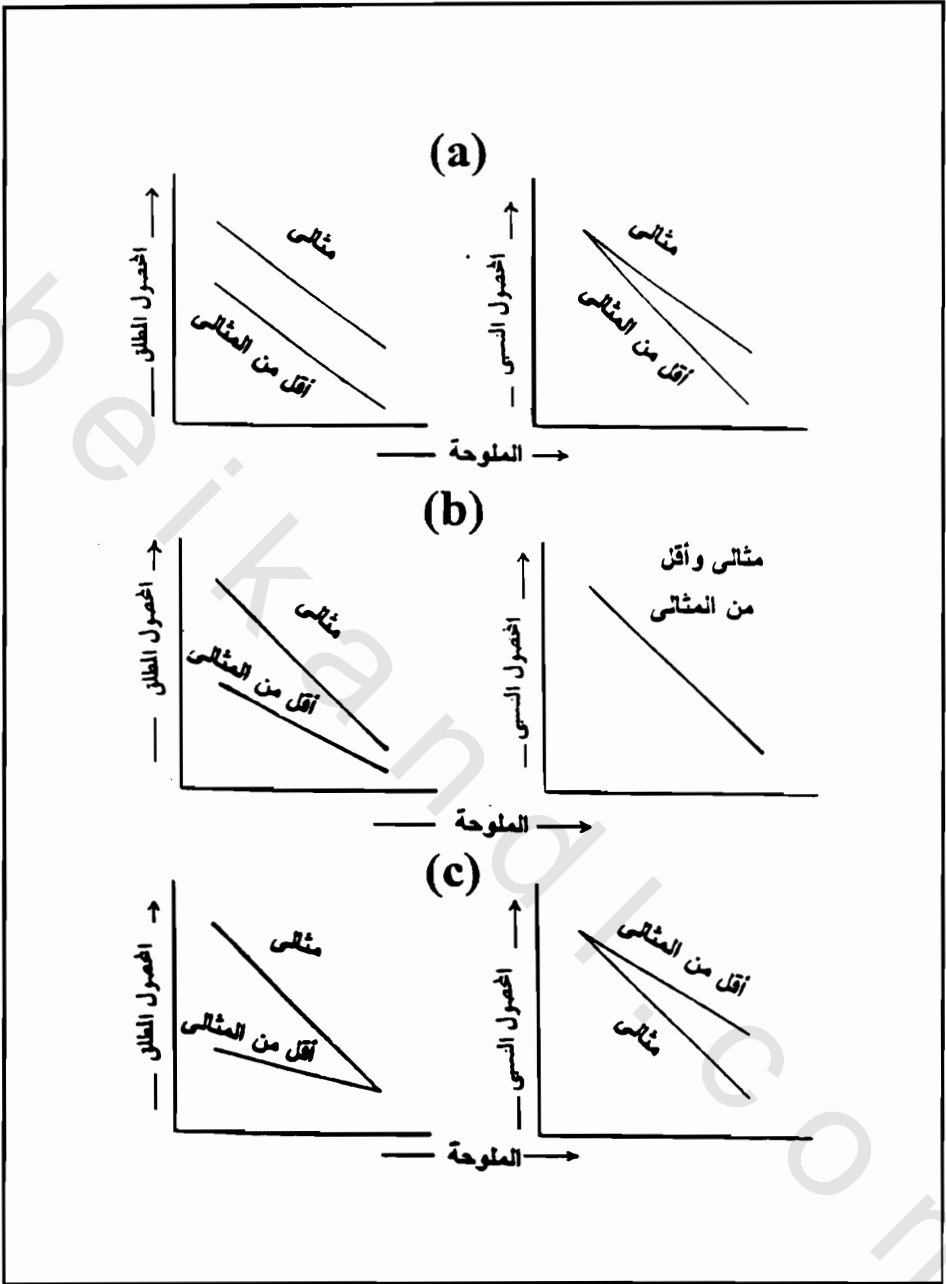 (a)
المحصول المطلق
مثالى
أقل من المثالى
المحصول النسبى
مثالى
أقل من المثالى
الملوحة
(b)
المحصول المطلق
مثالى
أقل من المثالى
المحصول النسبى
مثالى وأقل
من المثالى
الملوحة
(c)
المحصول المطلق
مثالى
أقل من المثالى
المحصول النسبى
أقل من المثالى
مثالى
الملوحة
beikandl.com